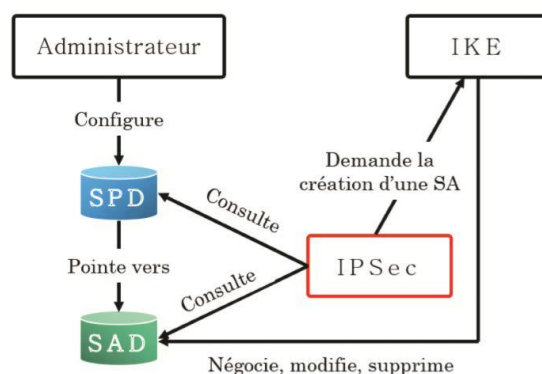 Administrateur
IKE
Configure
Demande la
création d'une SA
SPD
Consulte
Pointe vers
IPSec
Consulte
SAD
Négocie, modifie, supprime